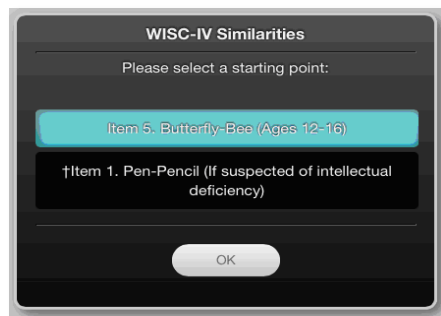 WISC-IV Similarities
Please select a starting point:
Item 5. Butterfly-Bee (Ages 12-16)
†Item 1. Pen-Pencil (If suspected of intellectual
deficiency)
OK